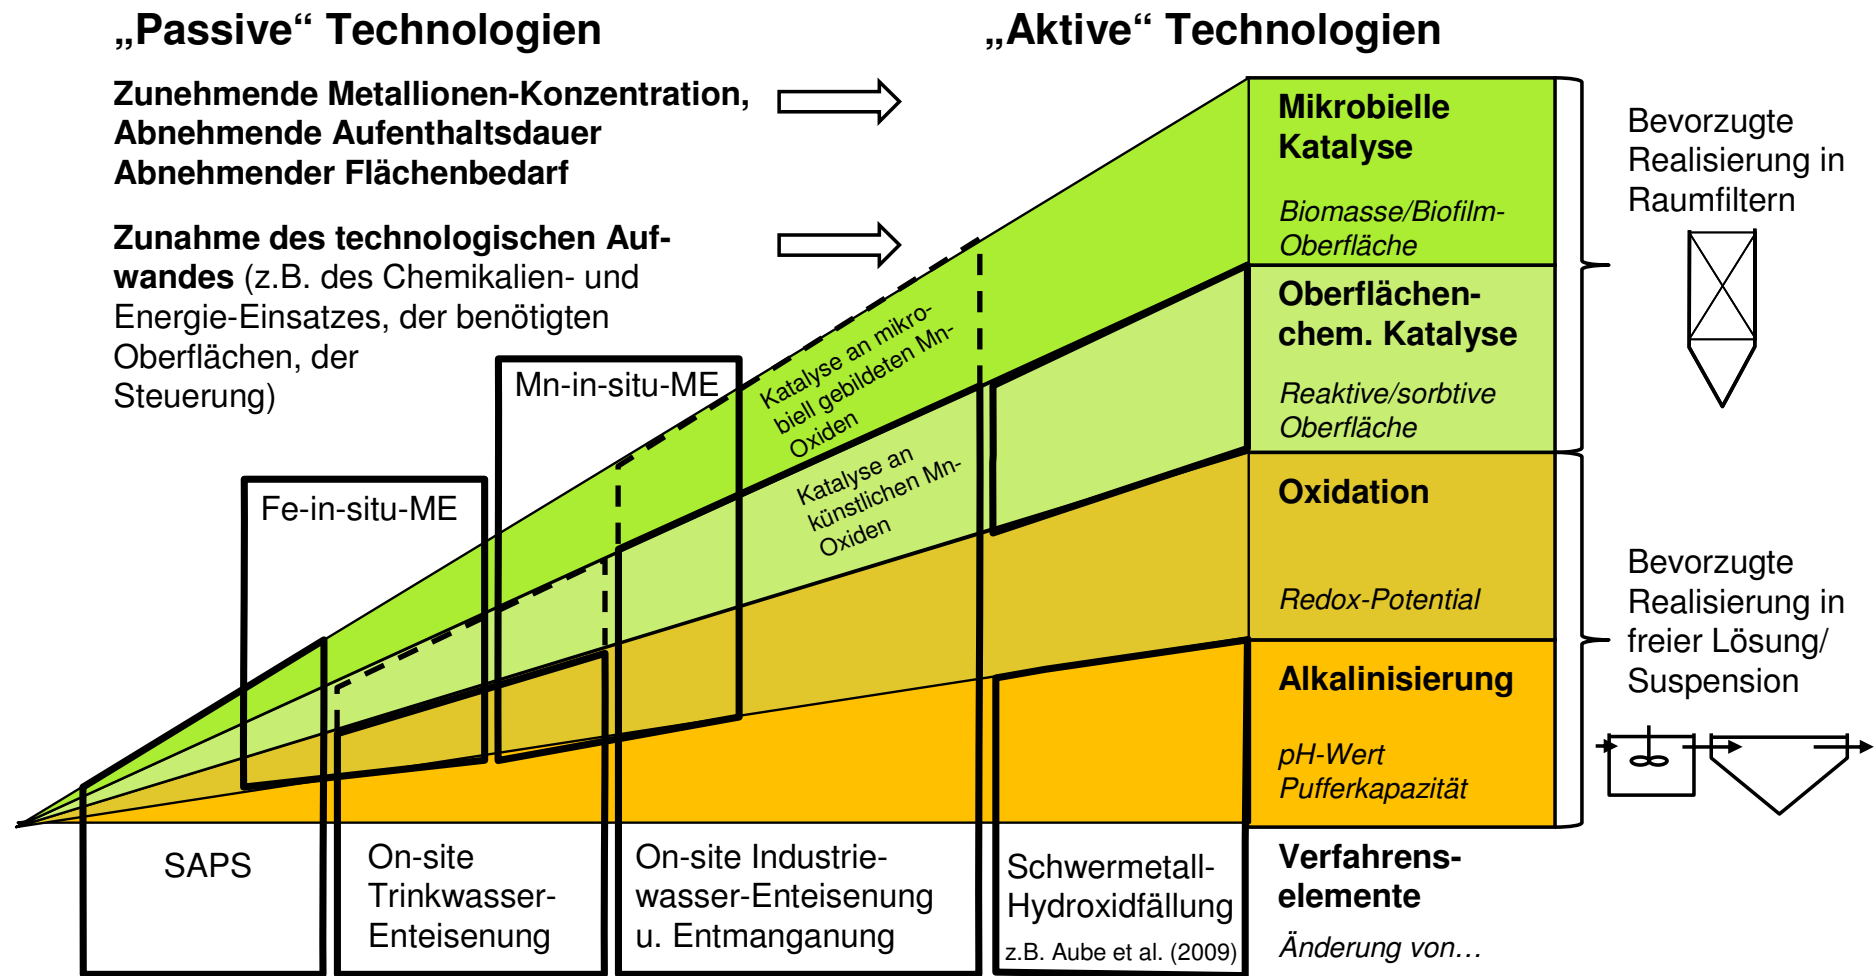 „Passive“ Technologien
„Aktive“ Technologien
Zunehmende Metallionen-Konzentration,
Abnehmende Aufenthaltsdauer
Abnehmender Flächenbedarf
Zunahme des technologischen Auf-
wandes (z.B. des Chemikalien- und
Energie-Einsatzes, der benötigten
Oberflächen, der
Steuerung)
Fe-in-situ-ME
Mn-in-situ-ME
Katalyse an mikro-
biell gebildeten Mn-
Oxiden
Katalyse an
künstlichen Mn-
Oxiden
Mikrobielle
Katalyse
Biomasse/Biofilm-
Oberfläche
Oberflächen-
chem. Katalyse
Reaktive/sorbtive
Oberfläche
Oxidation
Redox-Potential
Alkalinisierung
pH-Wert
Pufferkapazität
Bevorzugte
Realisierung in
Raumfiltern
Bevorzugte
Realisierung in
freier Lösung/
Suspension
SAPS
On-site
Trinkwasser-
Enteisenung
On-site Industrie-
wasser-Enteisenung
u. Entmanganung
Schwermetall-
Hydroxidfällung
z.B. Aube et al. (2009)
Verfahrens-
elemente
Änderung von…